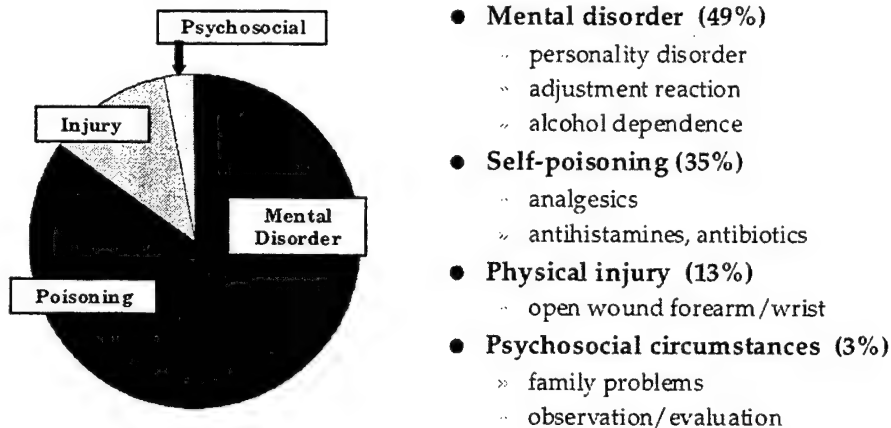 Psychosocial
Injury
Mental
Disorder
Poisoning
● Mental disorder (49%)
» personality disorder
» adjustment reaction
» alcohol dependence
● Self-poisoning (35%)
» analgesics
» antihistamines, antibiotics
● Physical injury (13%)
» open wound forearm/wrist
● Psychosocial circumstances (3%)
» family problems
» observation/evaluation